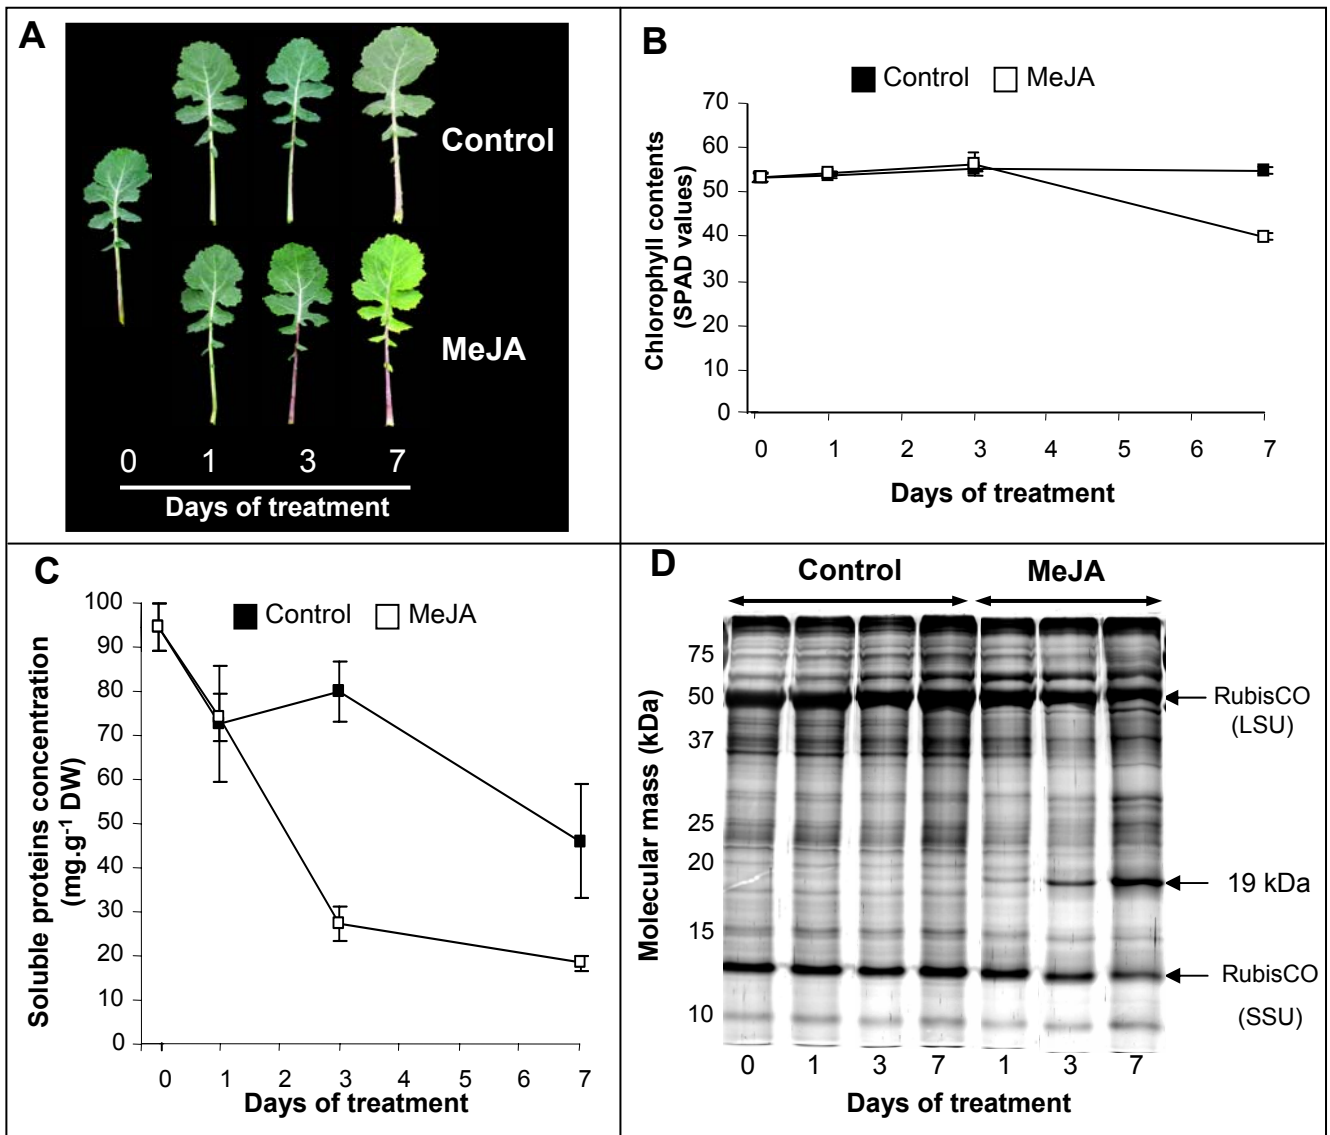 A
Control
MeJA
0 1 3 7
Days of treatment
B
Control MeJA
Chlorophyll contents
(SPAD values)
70
60
50
40
30
20
10
0
0 1 2 3 4 5 6 7
Days of treatment
C
Control MeJA
Soluble proteins concentration
(mg.g-1 DW)
100
90
80
70
60
50
40
30
20
10
0
0 1 2 3 4 5 6 7
Days of treatment
D
Control MeJA
Molecular mass (kDa)
75
50
37
25
20
15
10
RubisCO
(LSU)
19 kDa
RubisCO
(SSU)
0 1 3 7 1 3 7
Days of treatment